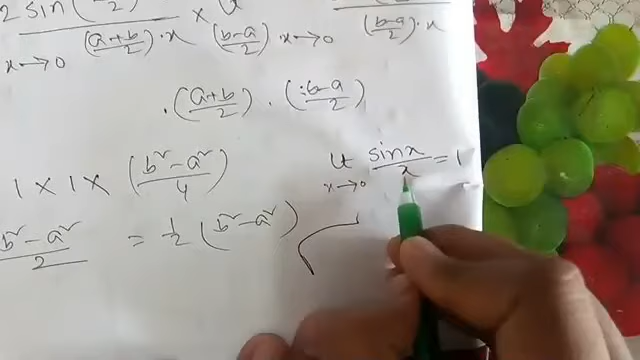 2 sin( /2) ×
x→0 (a+b/2)·x (b-a/2) x→0 (b-a/2)·x
·(a+b/2)·(b-a/2)
lt sinx/x = 1
x→0
1 × 1 × (b²-a²/4)
b²-a²/2 = 1/2 (b²-a²)